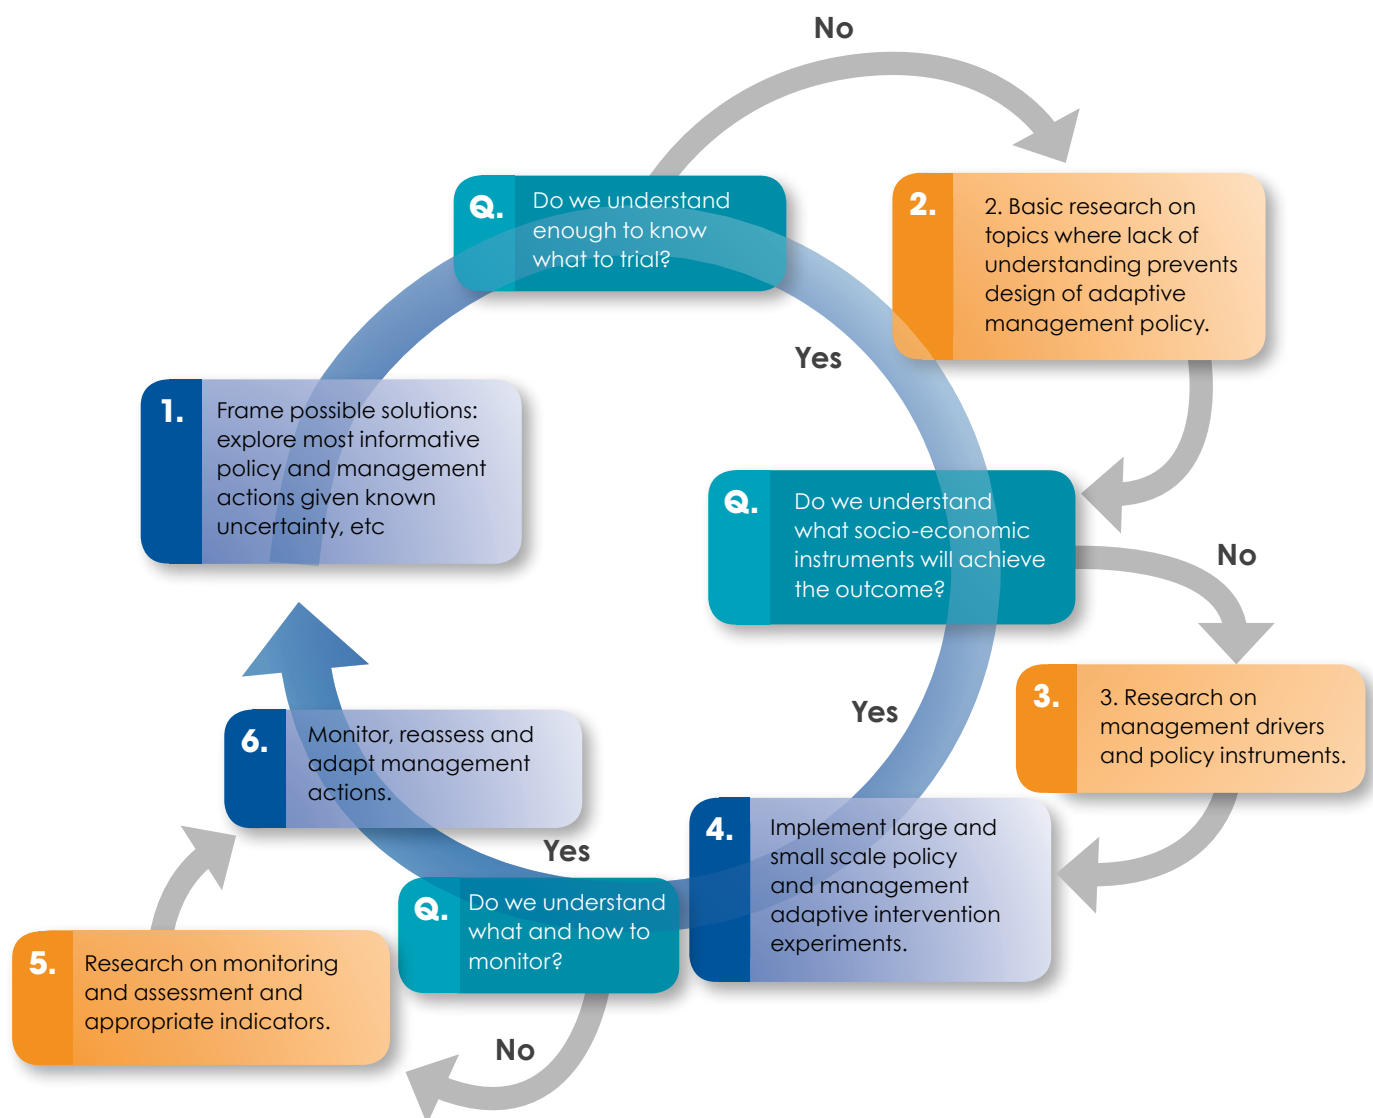 No
Q.
Do we understand
enough to know
what to trial?
2.
2. Basic research on
topics where lack of
understanding prevents
design of adaptive
management policy.
Yes
1.
Frame possible solutions:
explore most informative
policy and management
actions given known
uncertainty, etc
Q.
Do we understand
what socio-economic
instruments will achieve
the outcome?
No
3.
3. Research on
management drivers
and policy instruments.
Yes
4.
Implement large and
small scale policy
and management
adaptive intervention
experiments.
Q.
Do we understand
what and how to
monitor?
Yes
No
5.
Research on monitoring
and assessment and
appropriate indicators.
6.
Monitor, reassess and
adapt management
actions.